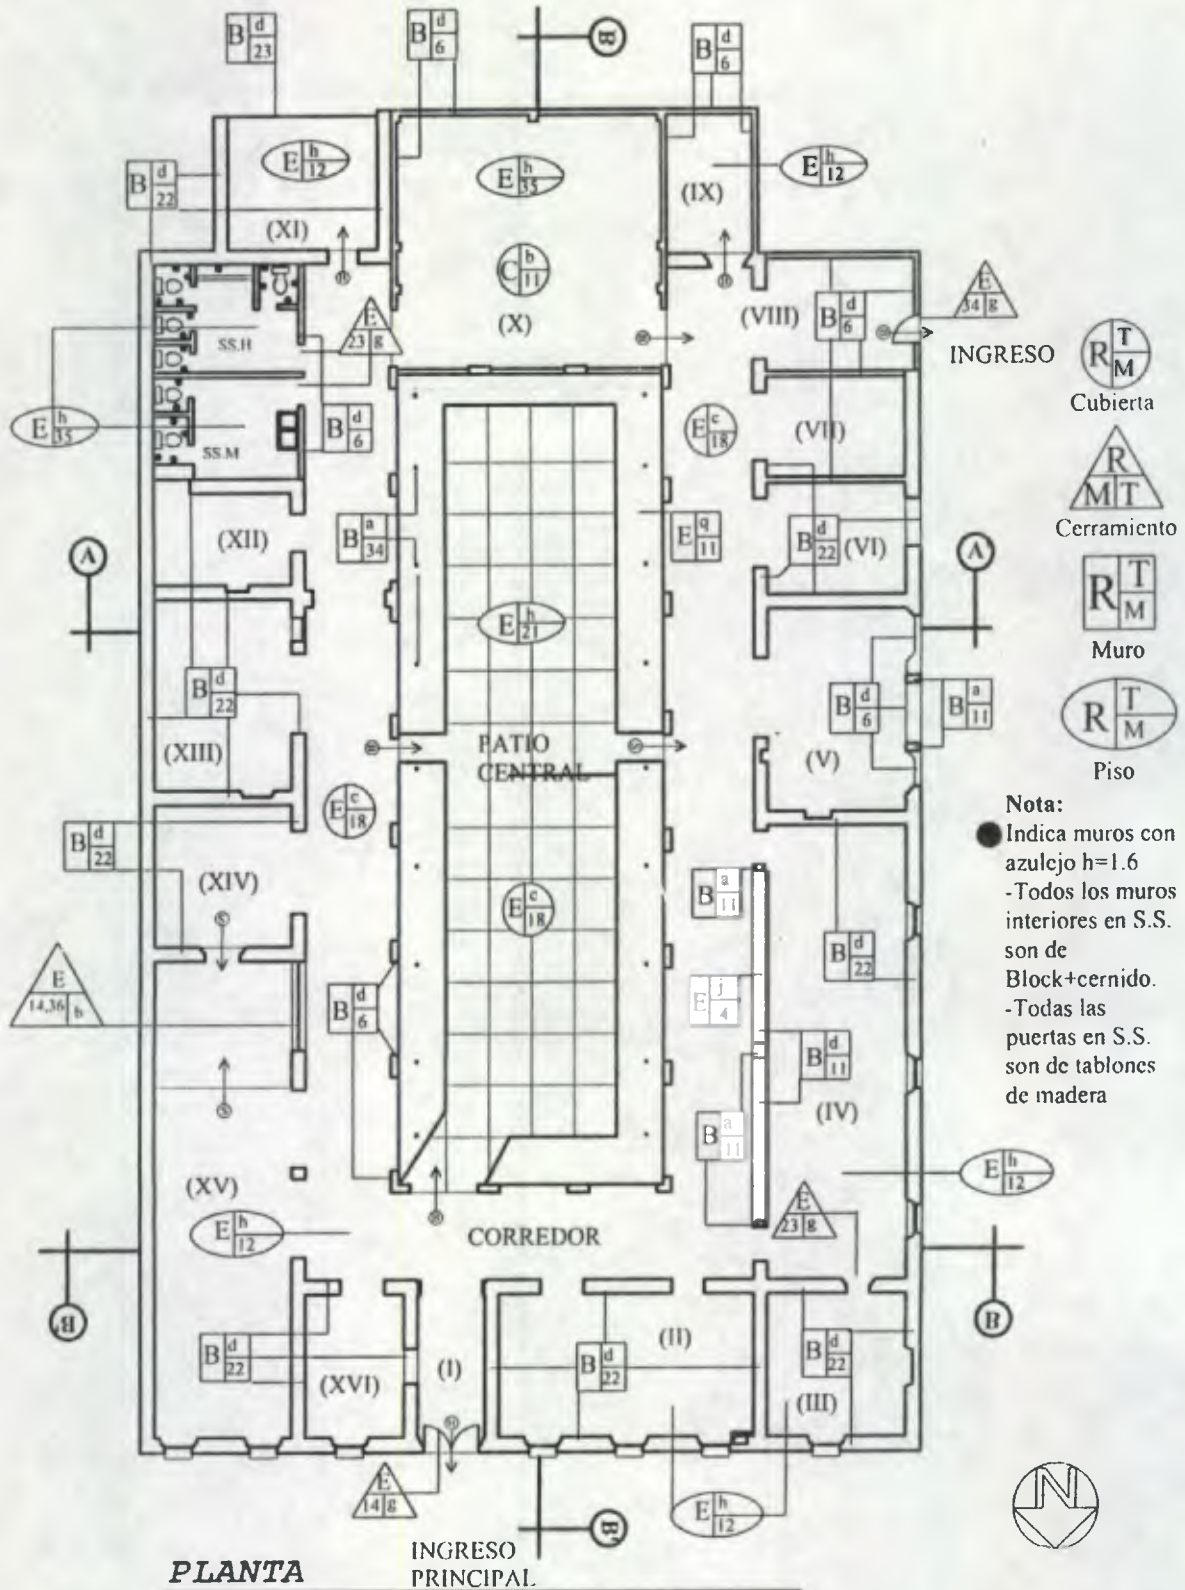 B d 23
B d 6
B d 6
B
E h 12
E h 35
E h 12
B d 22
(XI)
(IX)
C b 11
(X)
(VIII)
B d 6
E 34 g
INGRESO
SS.H
E 23 g
E h 35
SS.M
B d 6
E c 18
(VII)
R T M
Cubierta
R M T
Cerramiento
R T M
Muro
R T M
Piso
(XII)
B a 34
E q 11
B d 22
(VI)
A
A
E h 21
B d 22
(XIII)
B d 6
B a 11
(V)
PATIO
CENTRAL
E c 18
B d 22
(XIV)
E c 18
B a 11
B d 22
Nota:
Indica muros con
azulejo h=1.6
-Todos los muros
interiores en S.S.
son de
Block+cernido.
-Todas las
puertas en S.S.
son de tablones
de madera
E 14,36 b
B d 6
E j 4
B d 11
(IV)
B a 11
(XV)
E h 12
E h 12
E 23 g
CORREDOR
B'
B
B d 22
(XVI)
(I)
B d 22
(II)
B d 22
(III)
E 14 g
E h 12
B'
N
INGRESO
PRINCIPAL
PLANTA